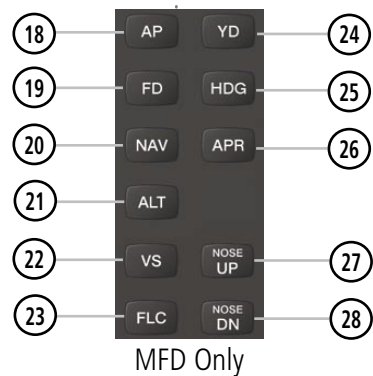 18 AP YD 24
19 FD HDG 25
20 NAV APR 26
21 ALT
22 VS NOSE UP 27
23 FLC NOSE DN 28
MFD Only